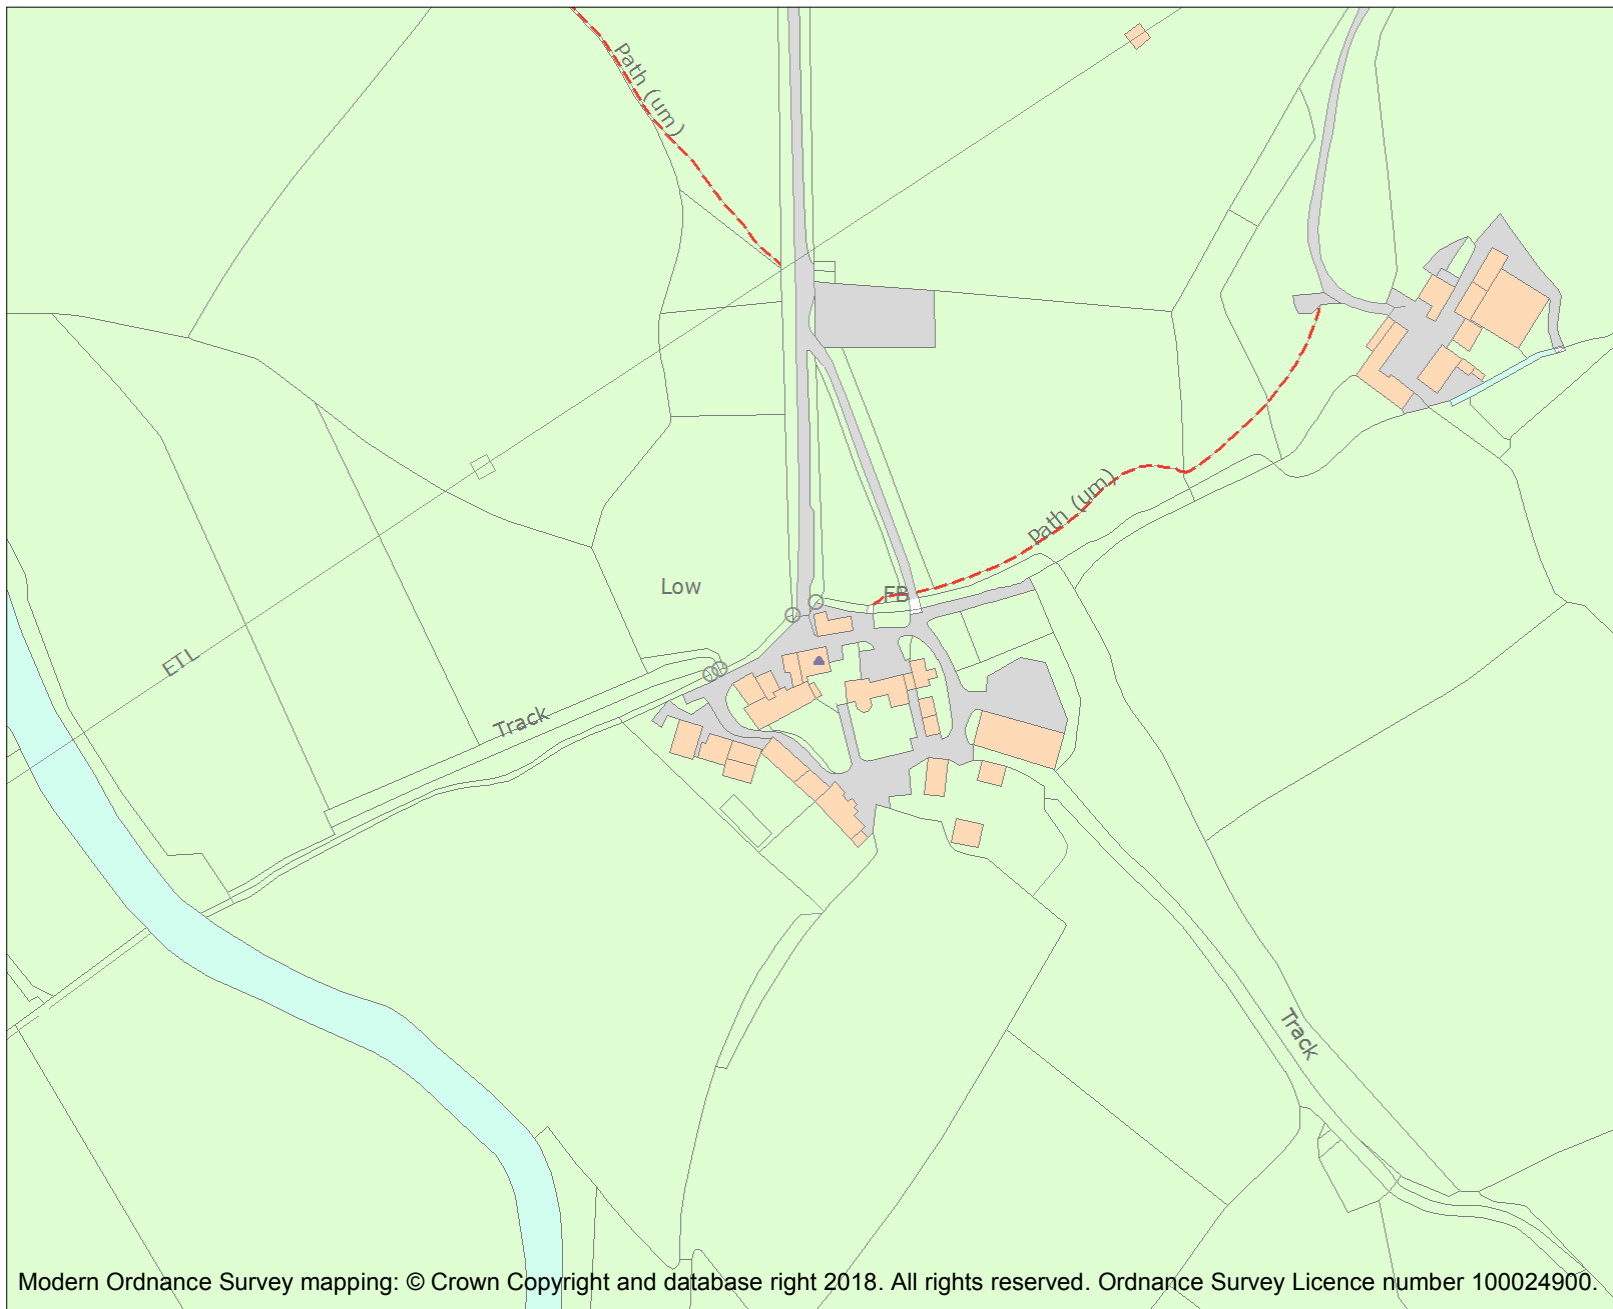 Path (um)
Path (um)
FB
Low
ETL
Track
Track
Modern Ordnance Survey mapping: © Crown Copyright and database right 2018. All rights reserved. Ordnance Survey Licence number 100024900.